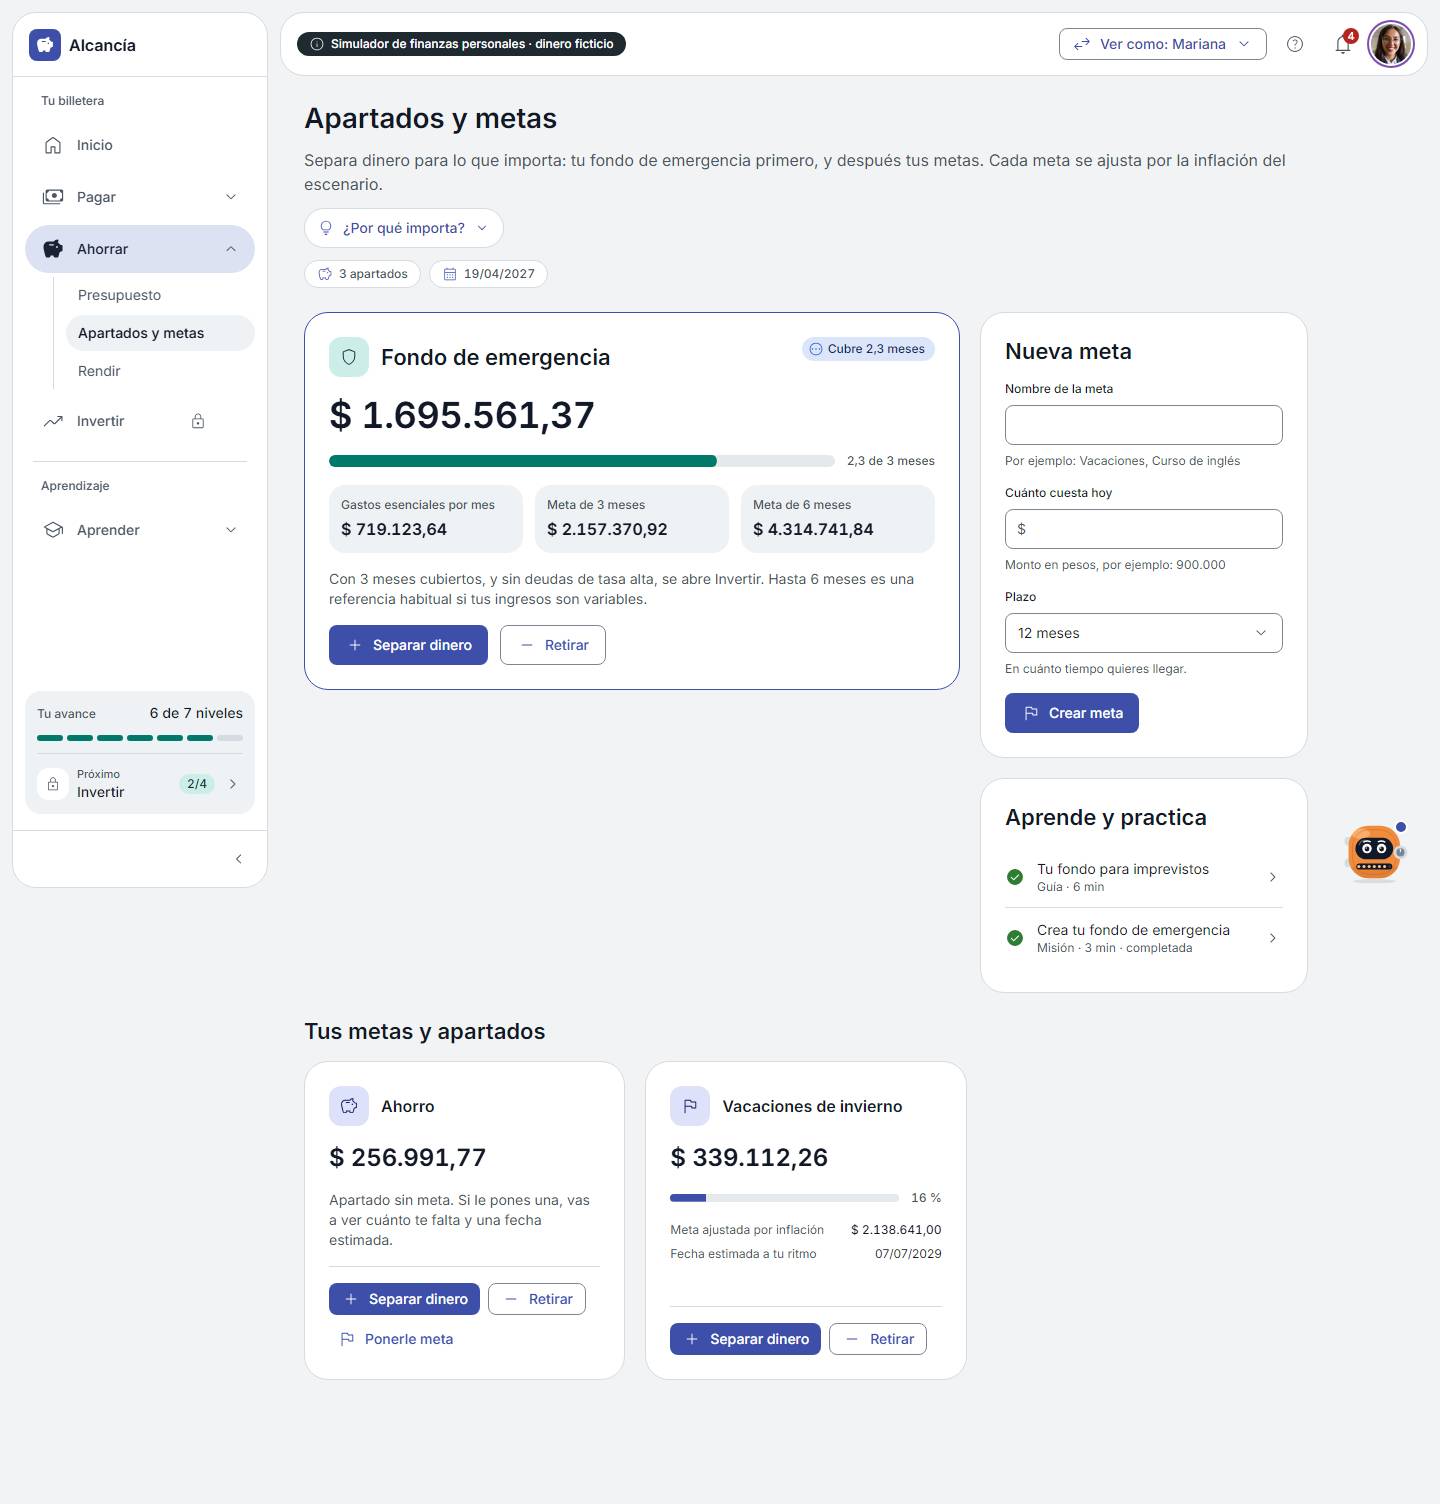 Alcancía
Simulador de finanzas personales · dinero ficticio
Ver como: Mariana
4
Tu billetera
Inicio
Pagar
Ahorrar
Presupuesto
Apartados y metas
Rendir
Invertir
Aprendizaje
Aprender
Tu avance
6 de 7 niveles
Próximo
Invertir
2/4
Apartados y metas
Separa dinero para lo que importa: tu fondo de emergencia primero, y después tus metas. Cada meta se ajusta por la inflación del
escenario.
¿Por qué importa?
3 apartados
19/04/2027
Fondo de emergencia
Cubre 2,3 meses
$ 1.695.561,37
2,3 de 3 meses
Gastos esenciales por mes
$ 719.123,64
Meta de 3 meses
$ 2.157.370,92
Meta de 6 meses
$ 4.314.741,84
Con 3 meses cubiertos, y sin deudas de tasa alta, se abre Invertir. Hasta 6 meses es una
referencia habitual si tus ingresos son variables.
Separar dinero
Retirar
Nueva meta
Nombre de la meta
Por ejemplo: Vacaciones, Curso de inglés
Cuánto cuesta hoy
$
Monto en pesos, por ejemplo: 900.000
Plazo
12 meses
En cuánto tiempo quieres llegar.
Crear meta
Aprende y practica
Tu fondo para imprevistos
Guía · 6 min
Crea tu fondo de emergencia
Misión · 3 min · completada
Tus metas y apartados
Ahorro
$ 256.991,77
Apartado sin meta. Si le pones una, vas
a ver cuánto te falta y una fecha
estimada.
Separar dinero
Retirar
Ponerle meta
Vacaciones de invierno
$ 339.112,26
16 %
Meta ajustada por inflación
$ 2.138.641,00
Fecha estimada a tu ritmo
07/07/2029
Separar dinero
Retirar